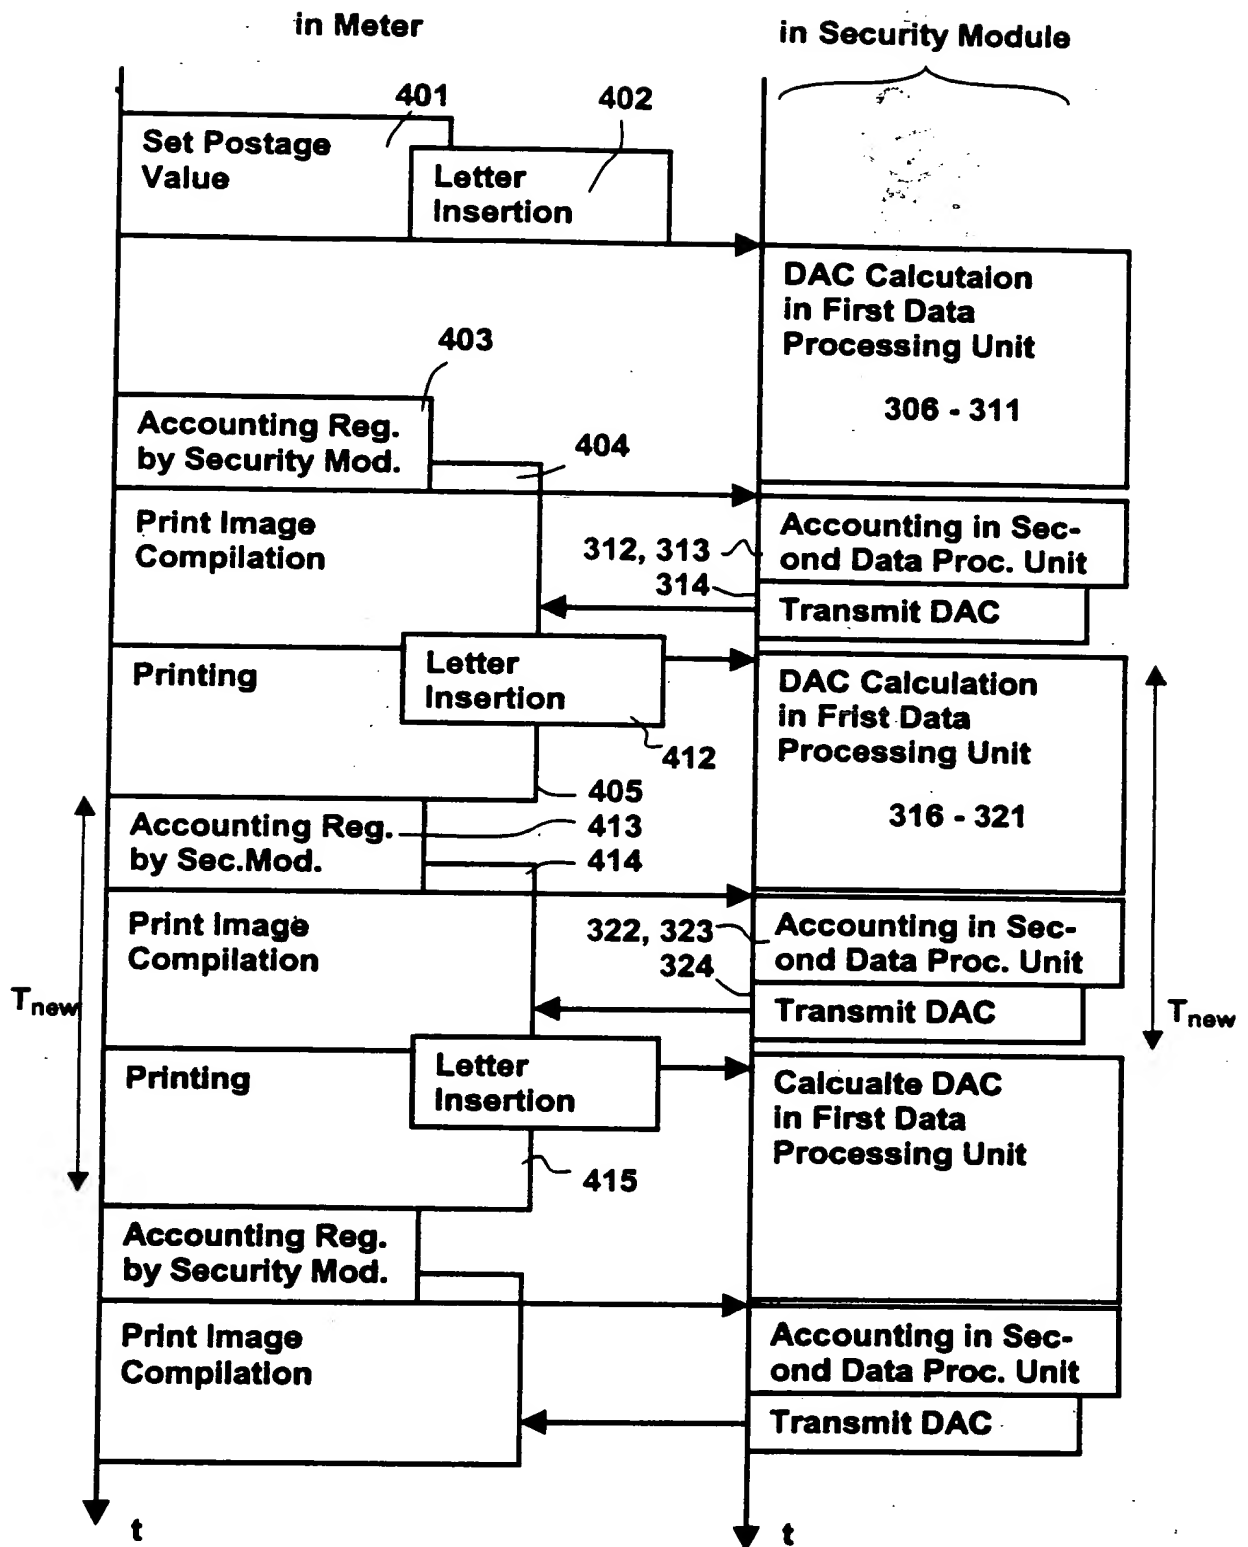 in Meter
in Security Module
401
402
Set Postage
Value
Letter
Insertion
DAC Calcutaion
in First Data
Processing Unit
306 - 311
403
Accounting Reg.
by Security Mod.
404
Print Image
Compilation
312, 313
Accounting in Sec-
ond Data Proc. Unit
314
Transmit DAC
Printing
Letter
Insertion
412
DAC Calculation
in Frist Data
Processing Unit
316 - 321
405
Accounting Reg.
by Sec.Mod.
413
414
Print Image
Compilation
322, 323
Accounting in Sec-
ond Data Proc. Unit
324
Transmit DAC
Tnew
Tnew
Printing
Letter
Insertion
Calcualte DAC
in First Data
Processing Unit
415
Accounting Reg.
by Security Mod.
Print Image
Compilation
Accounting in Sec-
ond Data Proc. Unit
Transmit DAC
t
t